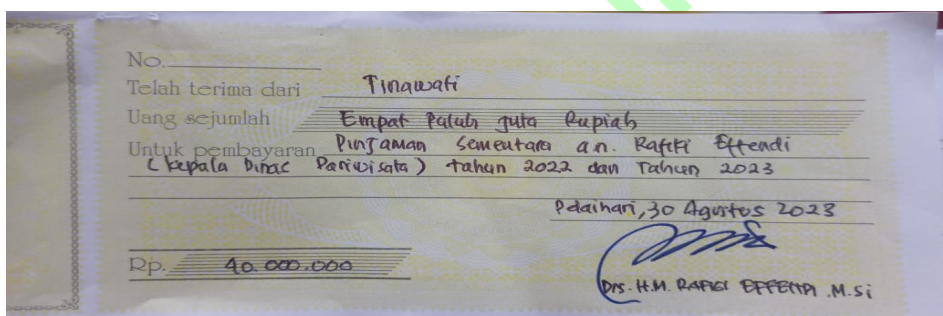 No.
Telah terima dari Tinawati
Uang sejumlah Empat Puluh Juta Rupiah
Untuk pembayaran Pinjaman Sementara a.n. Rafiki Effendi
(Kepala Dinas Pariwisata) tahun 2022 dan Tahun 2023
Pelaihari, 30 Agustus 2023
Rp. 40.000.000
Drs. H.M. RAFIKI EFFENDI . M.Si